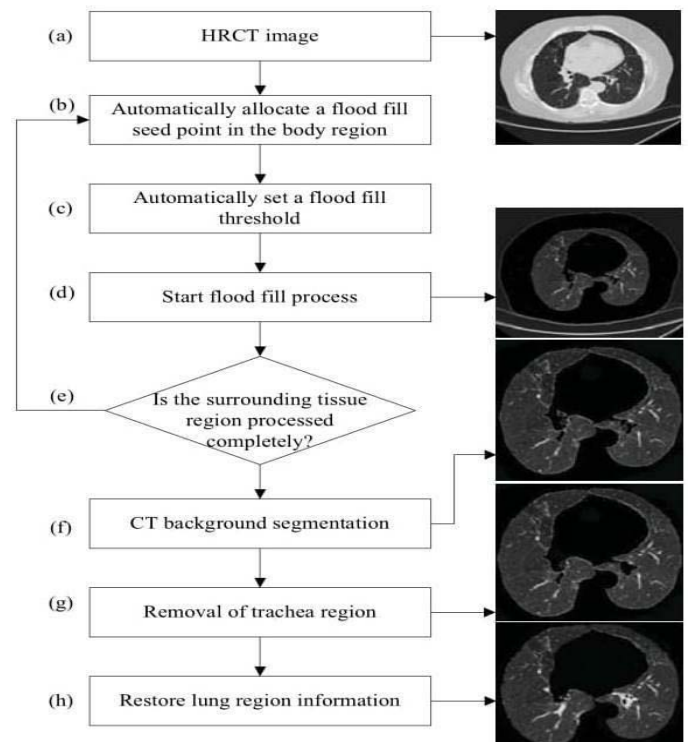 (a) HRCT image
(b) Automatically allocate a flood fill
seed point in the body region
(c) Automatically set a flood fill
threshold
(d) Start flood fill process
(e) Is the surrounding tissue
region processed
completely?
(f) CT background segmentation
(g) Removal of trachea region
(h) Restore lung region information